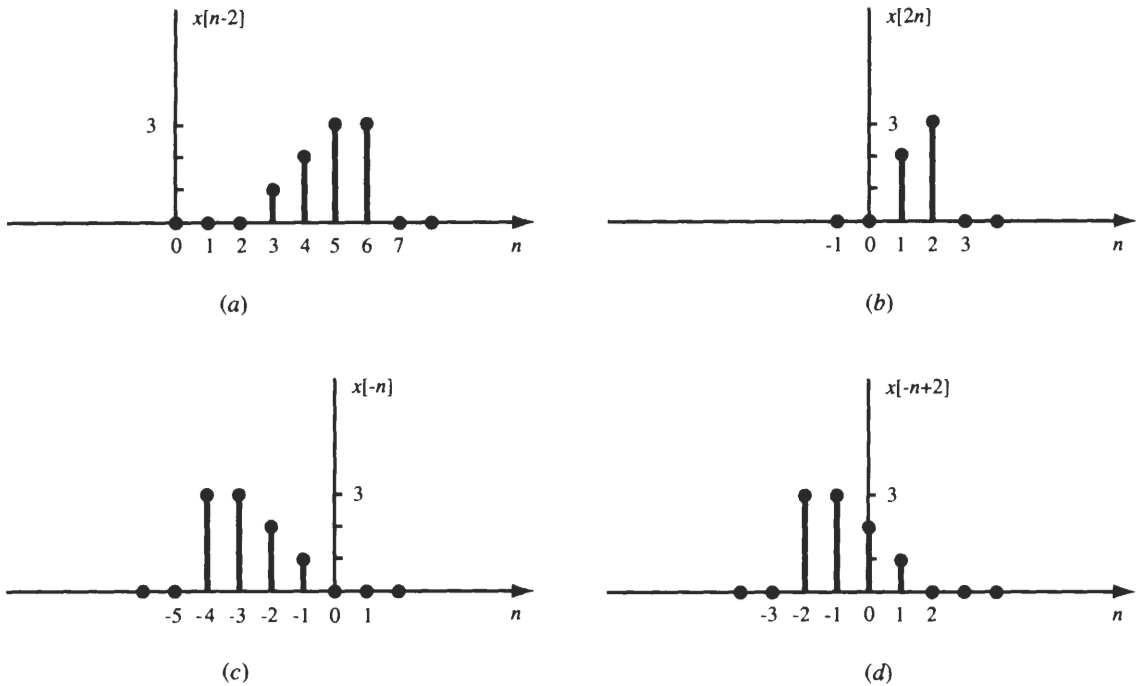 x[n-2]
3
0 1 2 3 4 5 6 7 n
(a)
x[2n]
3
-1 0 1 2 3 n
(b)
x[-n]
3
-5 -4 -3 -2 -1 0 1 n
(c)
x[-n+2]
3
-3 -2 -1 0 1 2 n
(d)